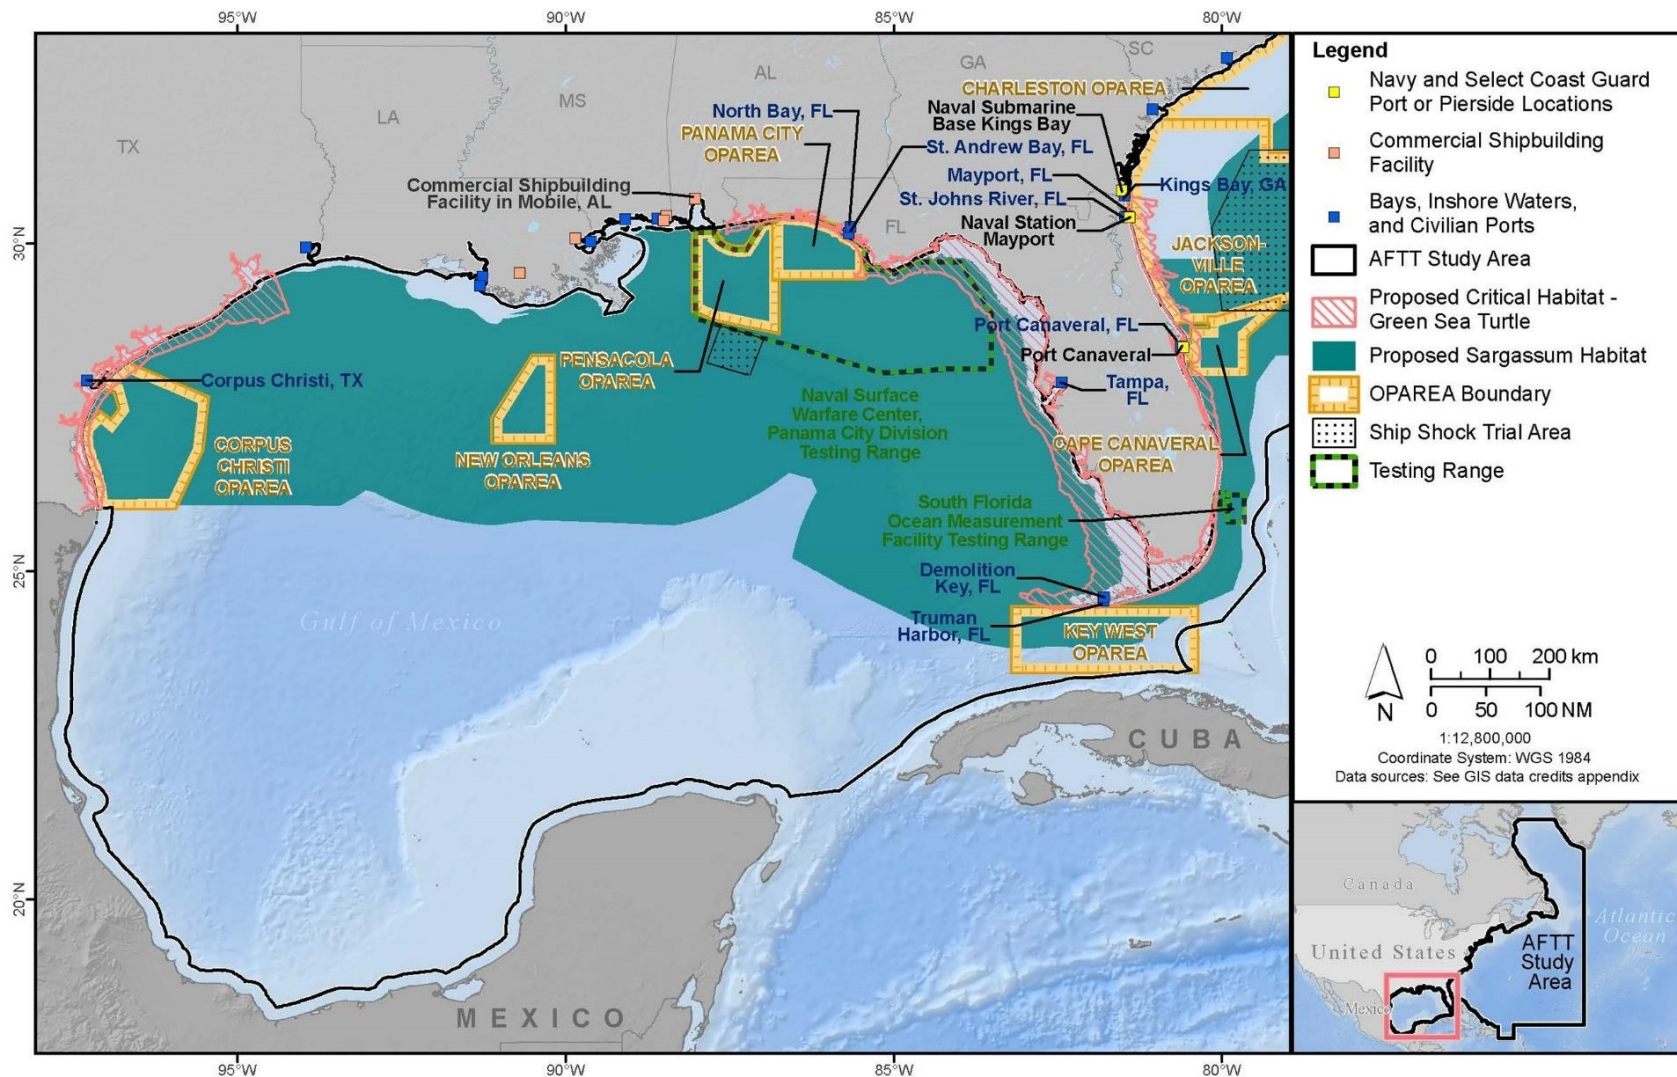 95°W
90°W
85°W
80°W
30°N
25°N
20°N
TX
LA
MS
AL
GA
SC
FL
CHARLESTON OPAREA
North Bay, FL
Naval Submarine
Base Kings Bay
PANAMA CITY
OPAREA
St. Andrew Bay, FL
Mayport, FL
Kings Bay, GA
St. Johns River, FL
Commercial Shipbuilding
Facility in Mobile, AL
Naval Station
Mayport
JACKSON-
VILLE
OPAREA
Port Canaveral, FL
Port Canaveral
PENSACOLA
OPAREA
Corpus Christi, TX
Tampa,
FL
Naval Surface
Warfare Center,
Panama City Division
Testing Range
CORPUS
CHRISTI
OPAREA
NEW ORLEANS
OPAREA
CAPE CANAVERAL
OPAREA
South Florida
Ocean Measurement
Facility Testing Range
Demolition
Key, FL
Truman
Harbor, FL
KEY WEST
OPAREA
Gulf of Mexico
CUBA
MEXICO
95°W
90°W
85°W
80°W
Legend
Navy and Select Coast Guard
Port or Pierside Locations
Commercial Shipbuilding
Facility
Bays, Inshore Waters,
and Civilian Ports
AFTT Study Area
Proposed Critical Habitat -
Green Sea Turtle
Proposed Sargassum Habitat
OPAREA Boundary
Ship Shock Trial Area
Testing Range
N
0 100 200 km
0 50 100 NM
1:12,800,000
Coordinate System: WGS 1984
Data sources: See GIS data credits appendix
Canada
United States
Mexico
Atlantic
Ocean
AFTT
Study
Area